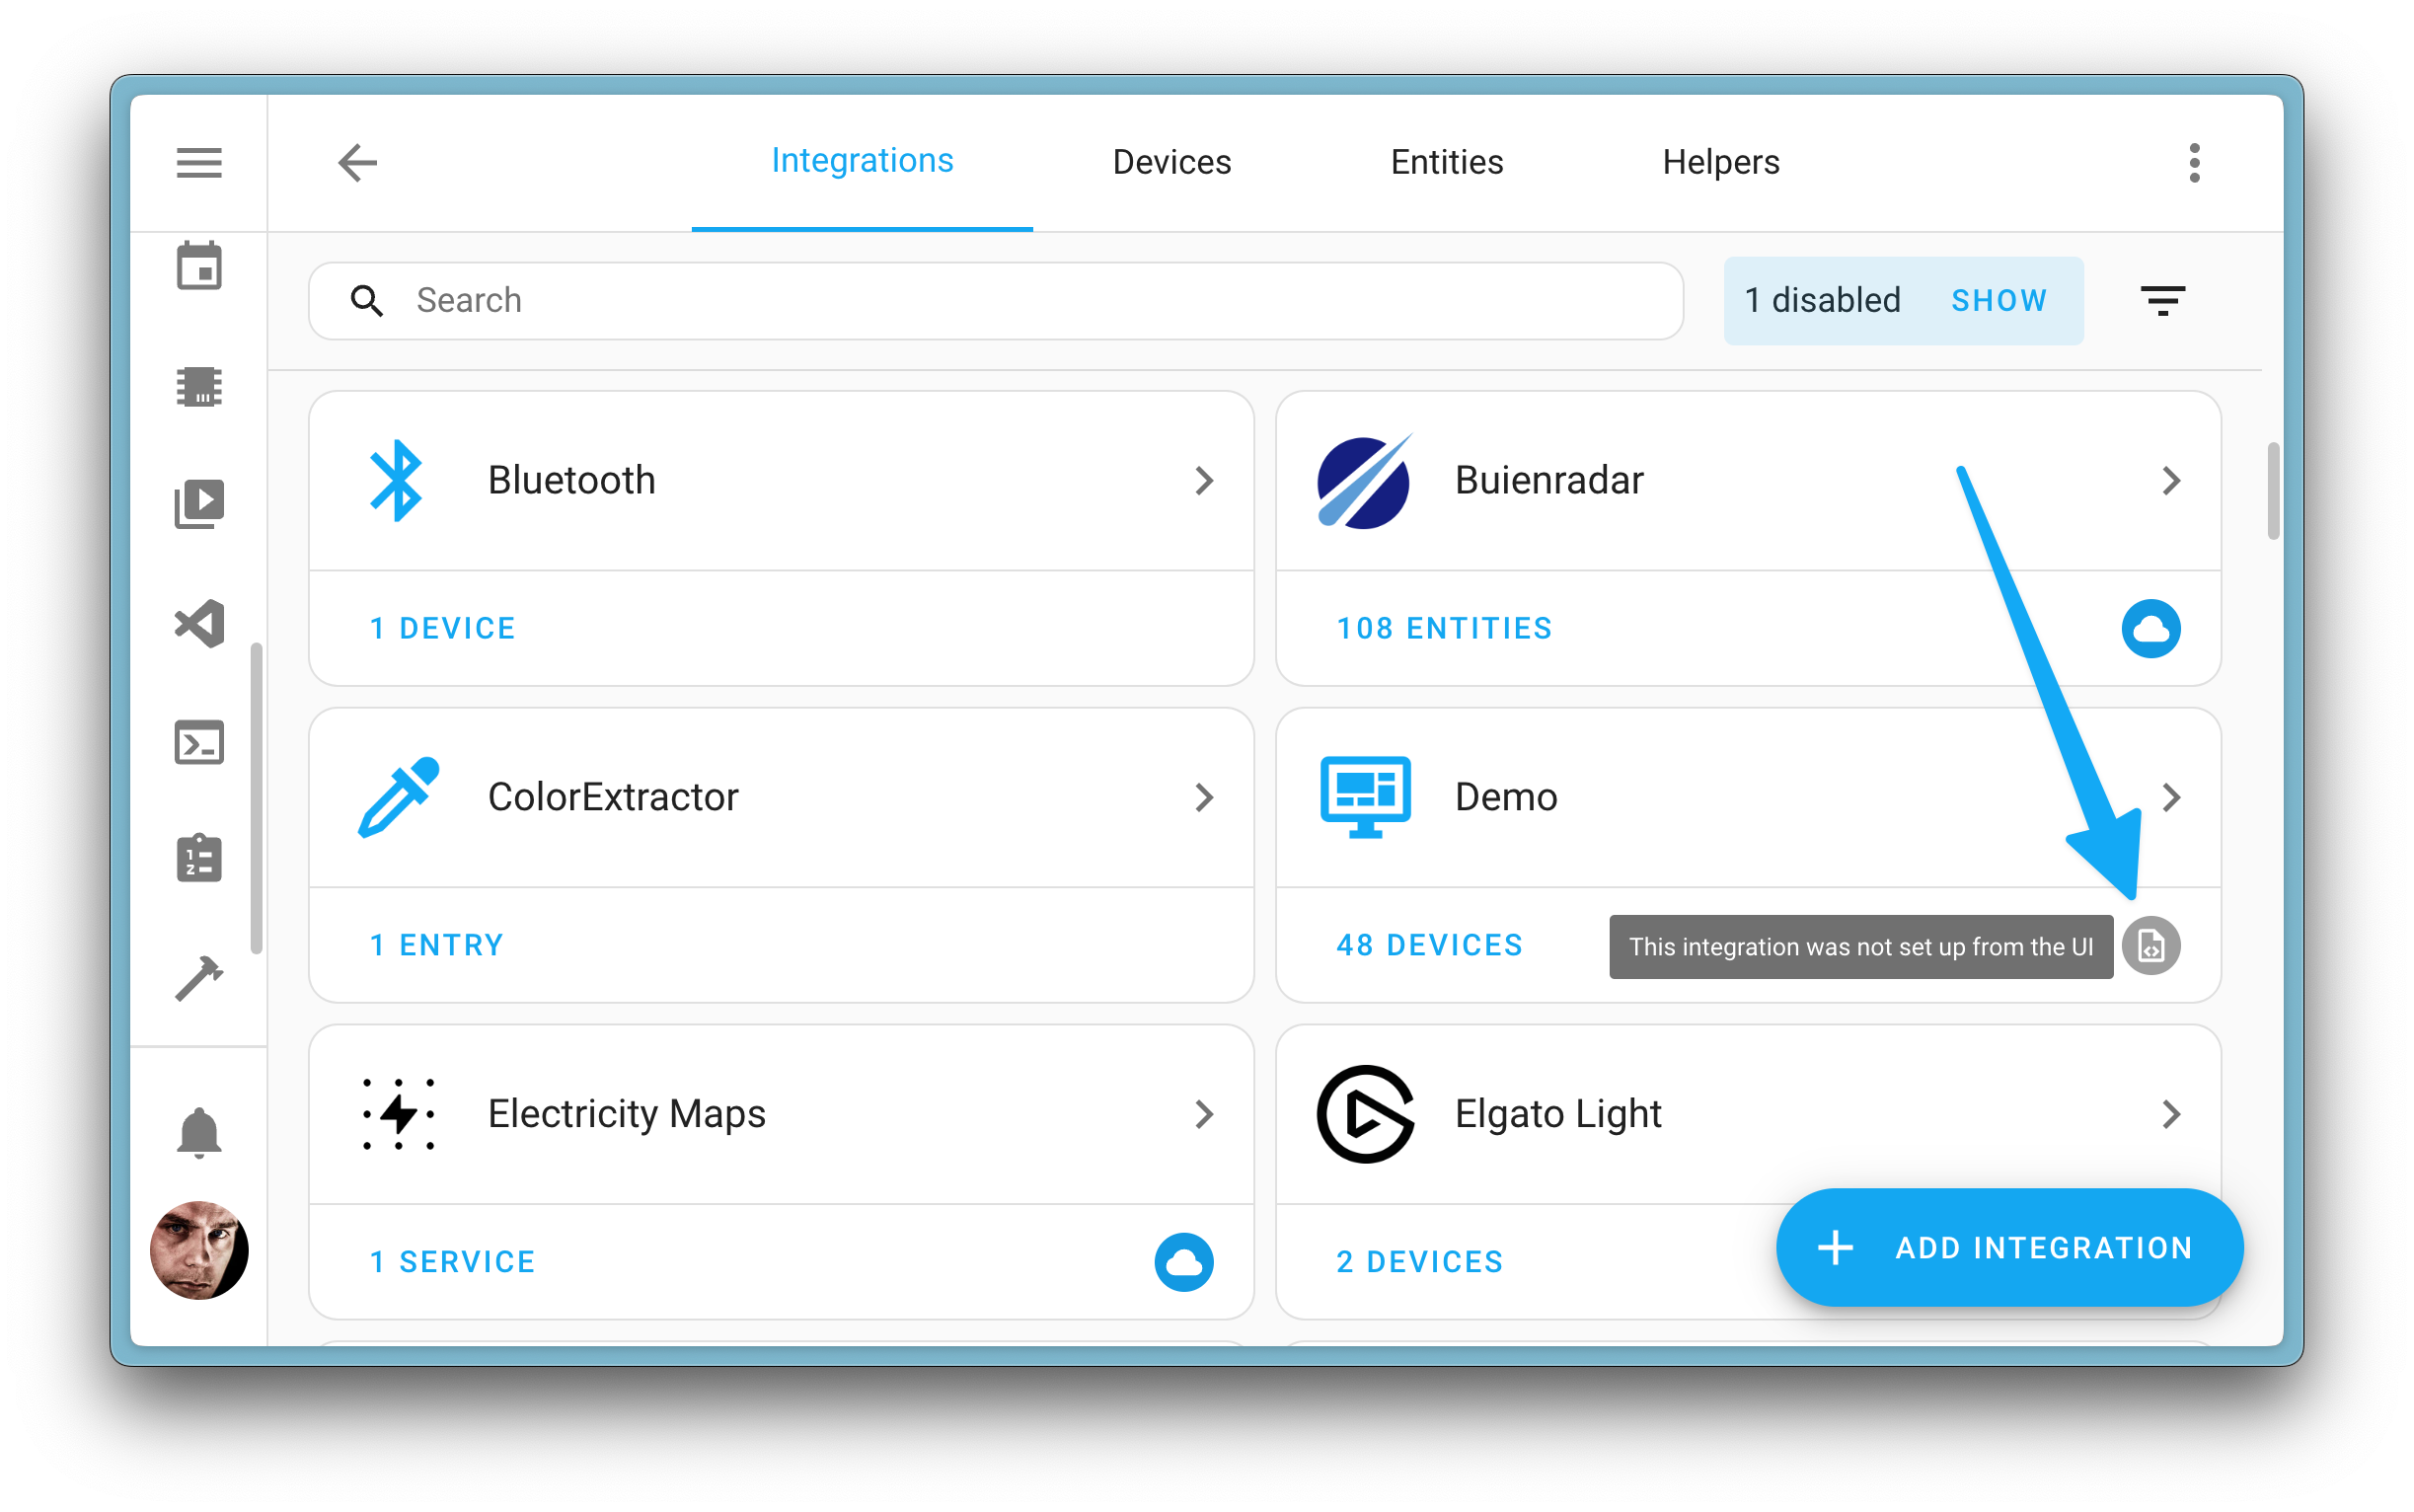 Integrations
Devices
Entities
Helpers
Search
1 disabled
SHOW
Bluetooth
1 DEVICE
Buienradar
108 ENTITIES
ColorExtractor
1 ENTRY
Demo
48 DEVICES
This integration was not set up from the UI
Electricity Maps
1 SERVICE
Elgato Light
2 DEVICES
ADD INTEGRATION